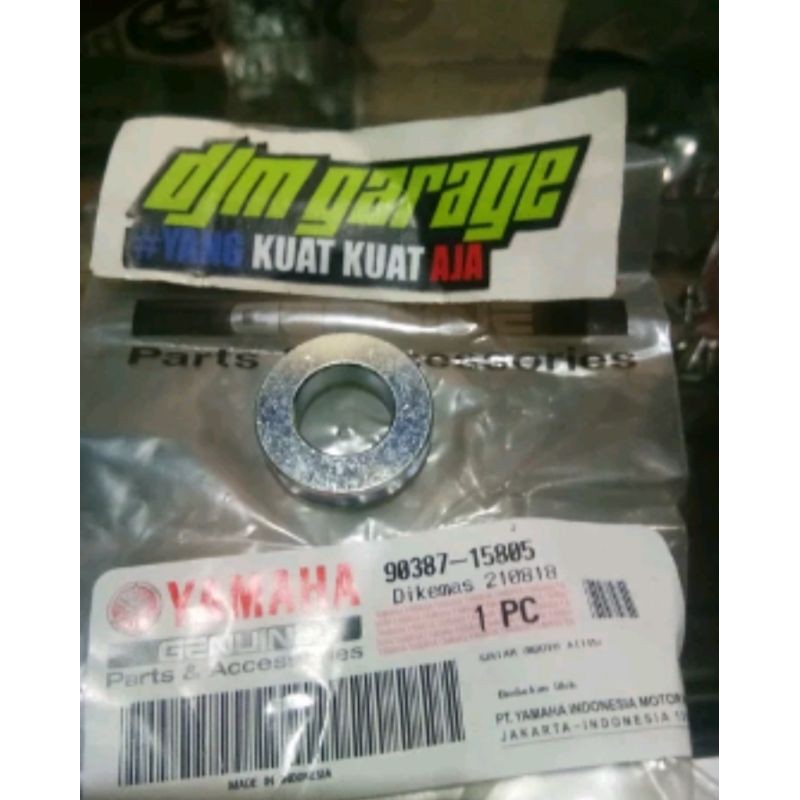 djm garage
#YANG KUAT KUAT AJA
Parts & Accessories
YAMAHA
GENUINE
Parts & Accessories
90387-15805
Dikemas 210818
1 PC
PT. YAMAHA INDONESIA MOTOR
JAKARTA-INDONESIA
MADE IN INDONESIA